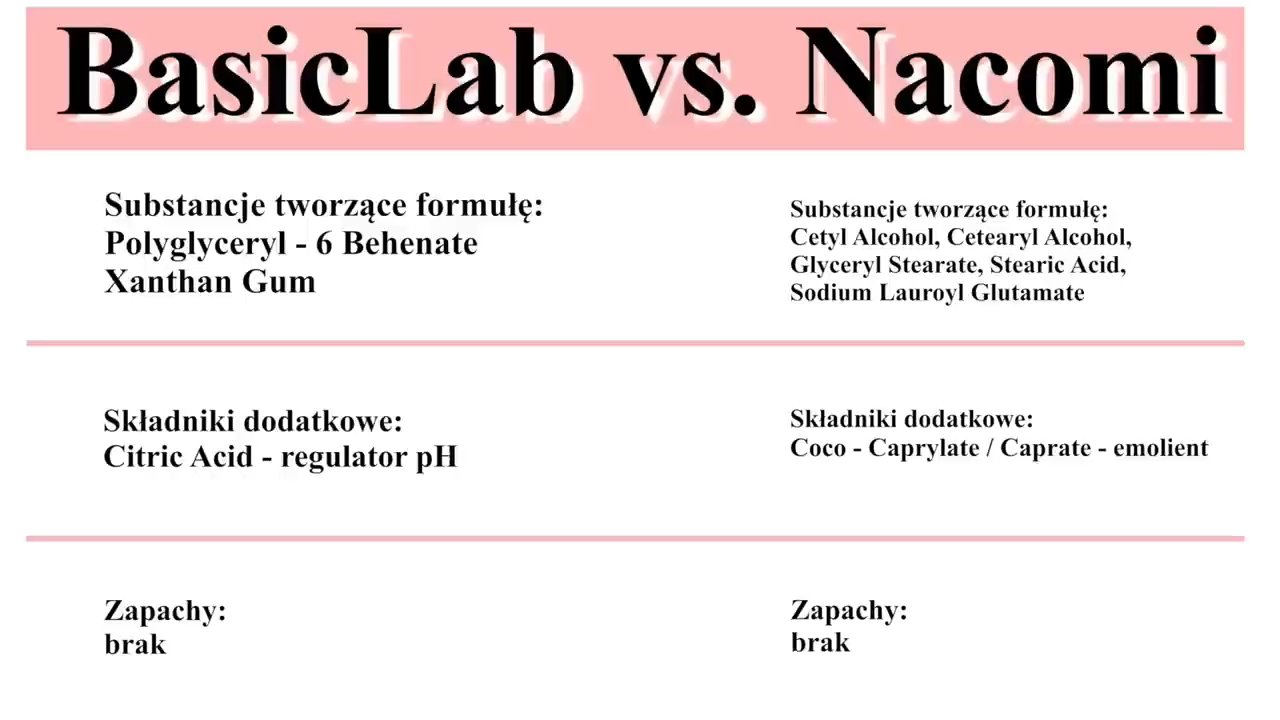 BasicLab vs. Nacomi
Substancje tworzące formułę:
Polyglyceryl - 6 Behenate
Xanthan Gum
Substancje tworzące formułę:
Cetyl Alcohol, Cetearyl Alcohol,
Glyceryl Stearate, Stearic Acid,
Sodium Lauroyl Glutamate
Składniki dodatkowe:
Citric Acid - regulator pH
Składniki dodatkowe:
Coco - Caprylate / Caprate - emolient
Zapachy:
brak
Zapachy:
brak